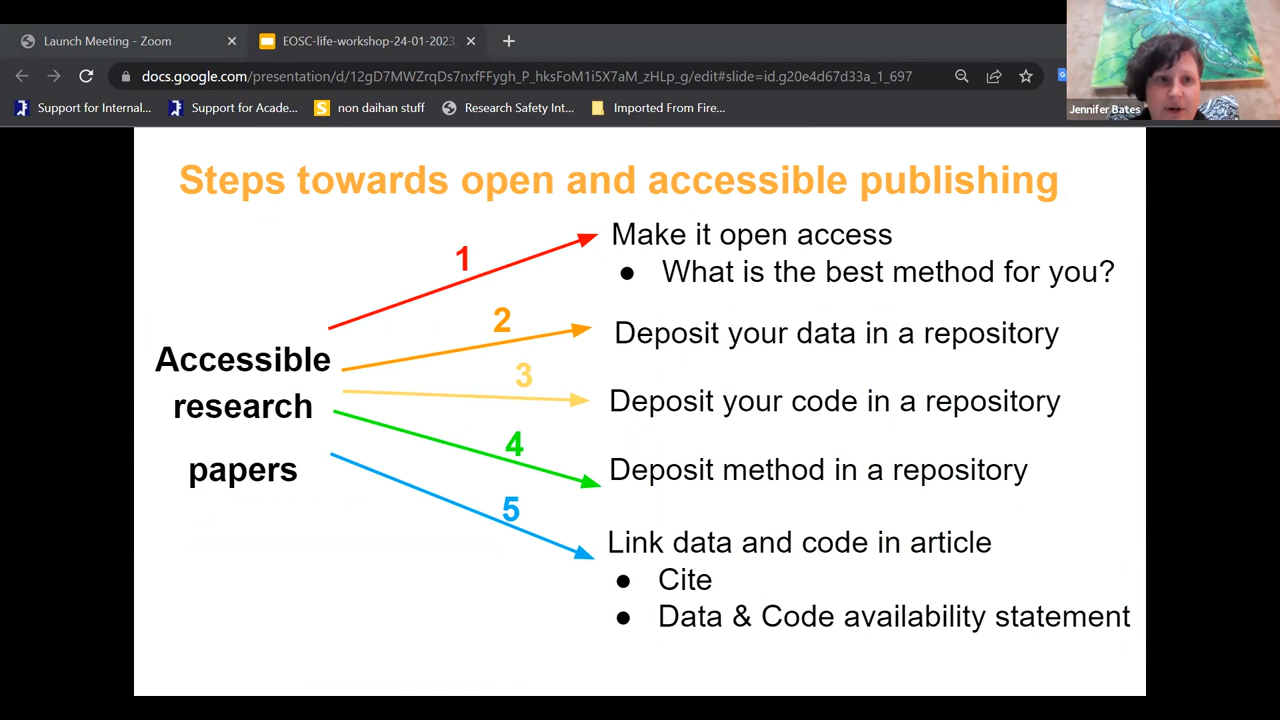 Launch Meeting - Zoom
EOSC-life-workshop-24-01-2023
docs.google.com/presentation/d/12gD7MWZrqDs7nxfFFygh_P_hksFoM1i5X7aM_zHLp_g/edit#slide=id.g20e4d67d33a_1_697
Support for Internal...
Support for Acade...
non daihan stuff
Research Safety Int...
Imported From Fire...
Jennifer Bates
Steps towards open and accessible publishing
Accessible
research
papers
1
Make it open access
● What is the best method for you?
2
Deposit your data in a repository
3
Deposit your code in a repository
4
Deposit method in a repository
5
Link data and code in article
● Cite
● Data & Code availability statement